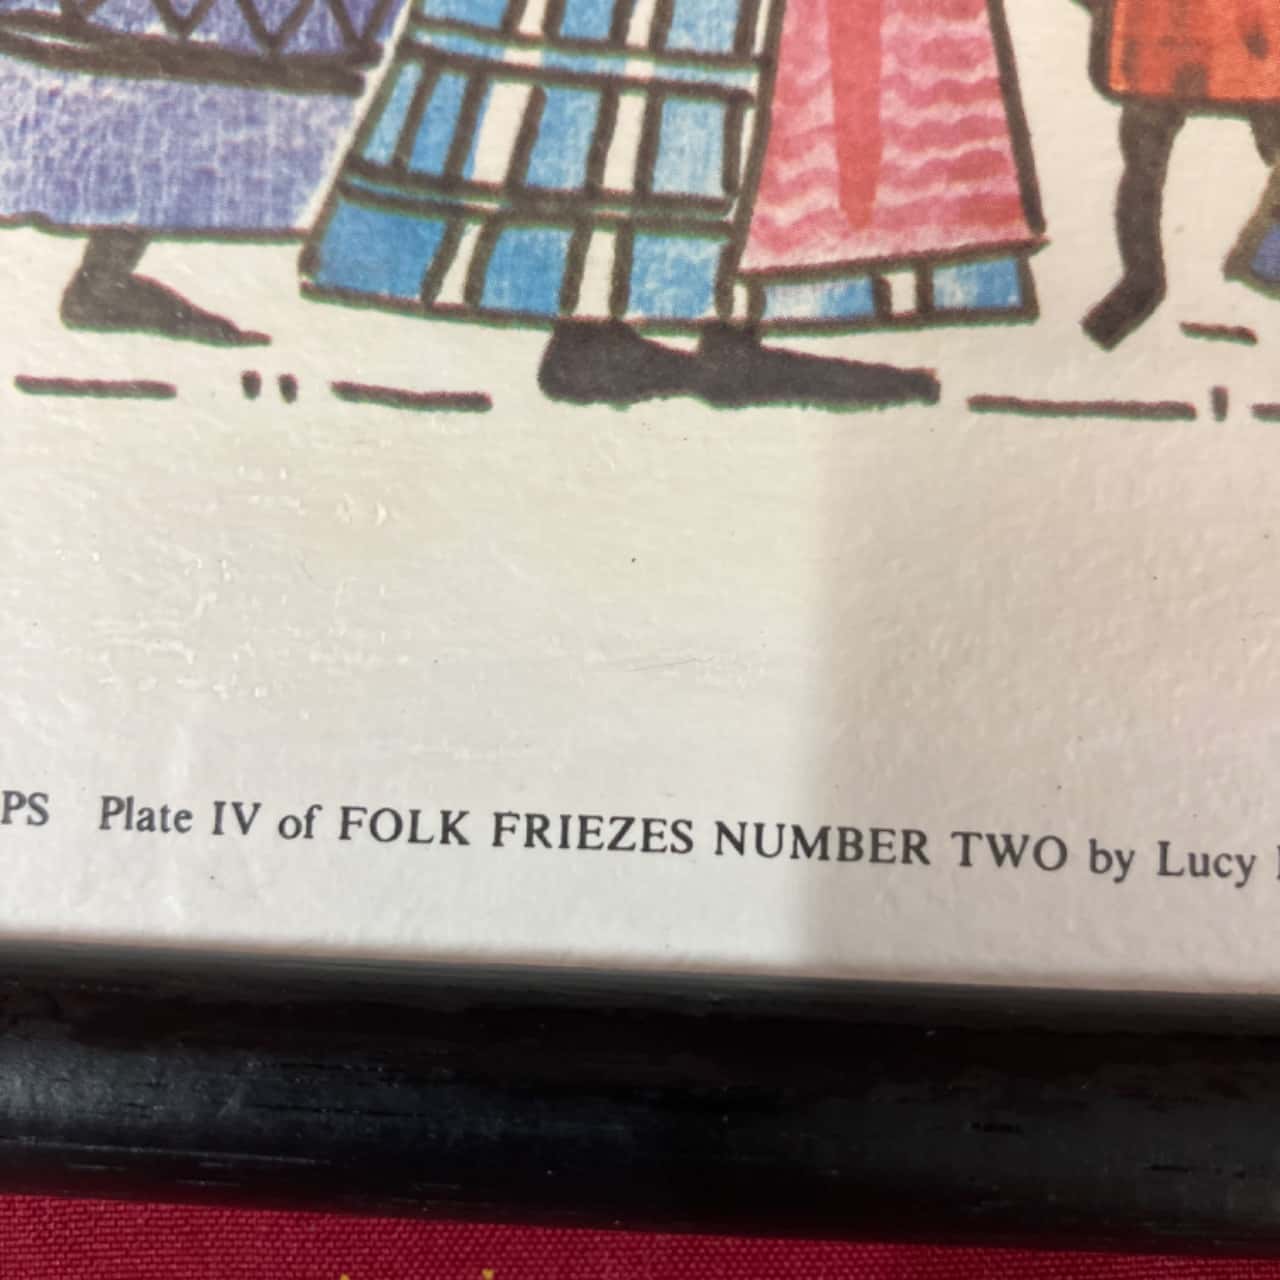 PS Plate IV of FOLK FRIEZES NUMBER TWO by Lucy